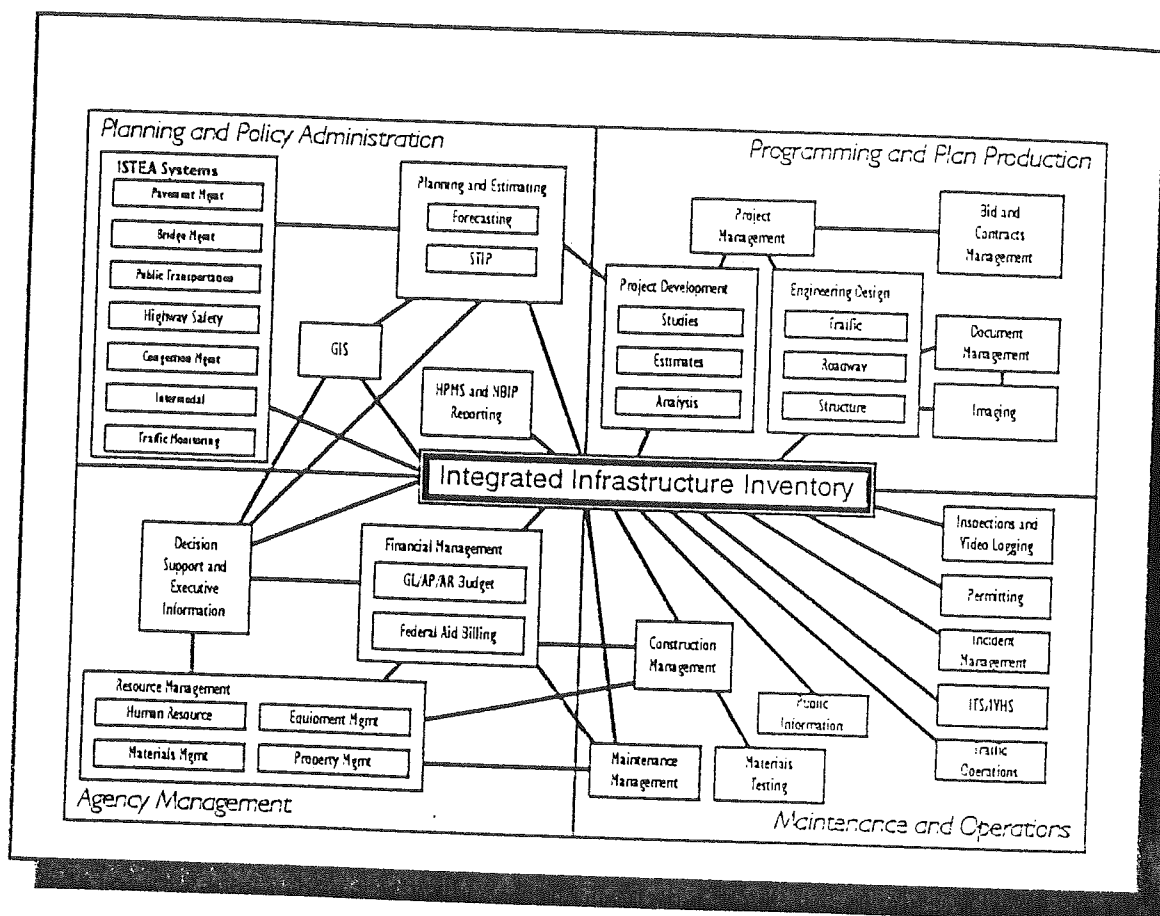 Planning and Policy Administration
ISTEA Systems
Pavement Mgmt
Bridge Mgmt
Public Transportation
Highway Safety
Congestion Mgmt
Intermodal
Traffic Monitoring
Planning and Estimating
Forecasting
STIP
GIS
HPMS and NBIP
Reporting
Programming and Plan Production
Project
Management
Bid and
Contracts
Management
Project Development
Studies
Estimates
Analysis
Engineering Design
Traffic
Roadway
Structure
Document
Management
Imaging
Integrated Infrastructure Inventory
Decision
Support and
Executive
Information
Financial Management
GL/AP/AR Budget
Federal Aid Billing
Resource Management
Human Resource
Equipment Mgmt
Materials Mgmt
Property Mgmt
Agency Management
Construction
Management
Maintenance
Management
Public
Information
Materials
Testing
Inspections and
Video Logging
Permitting
Incident
Management
ITS/IVHS
Traffic
Operations
Maintenance and Operations